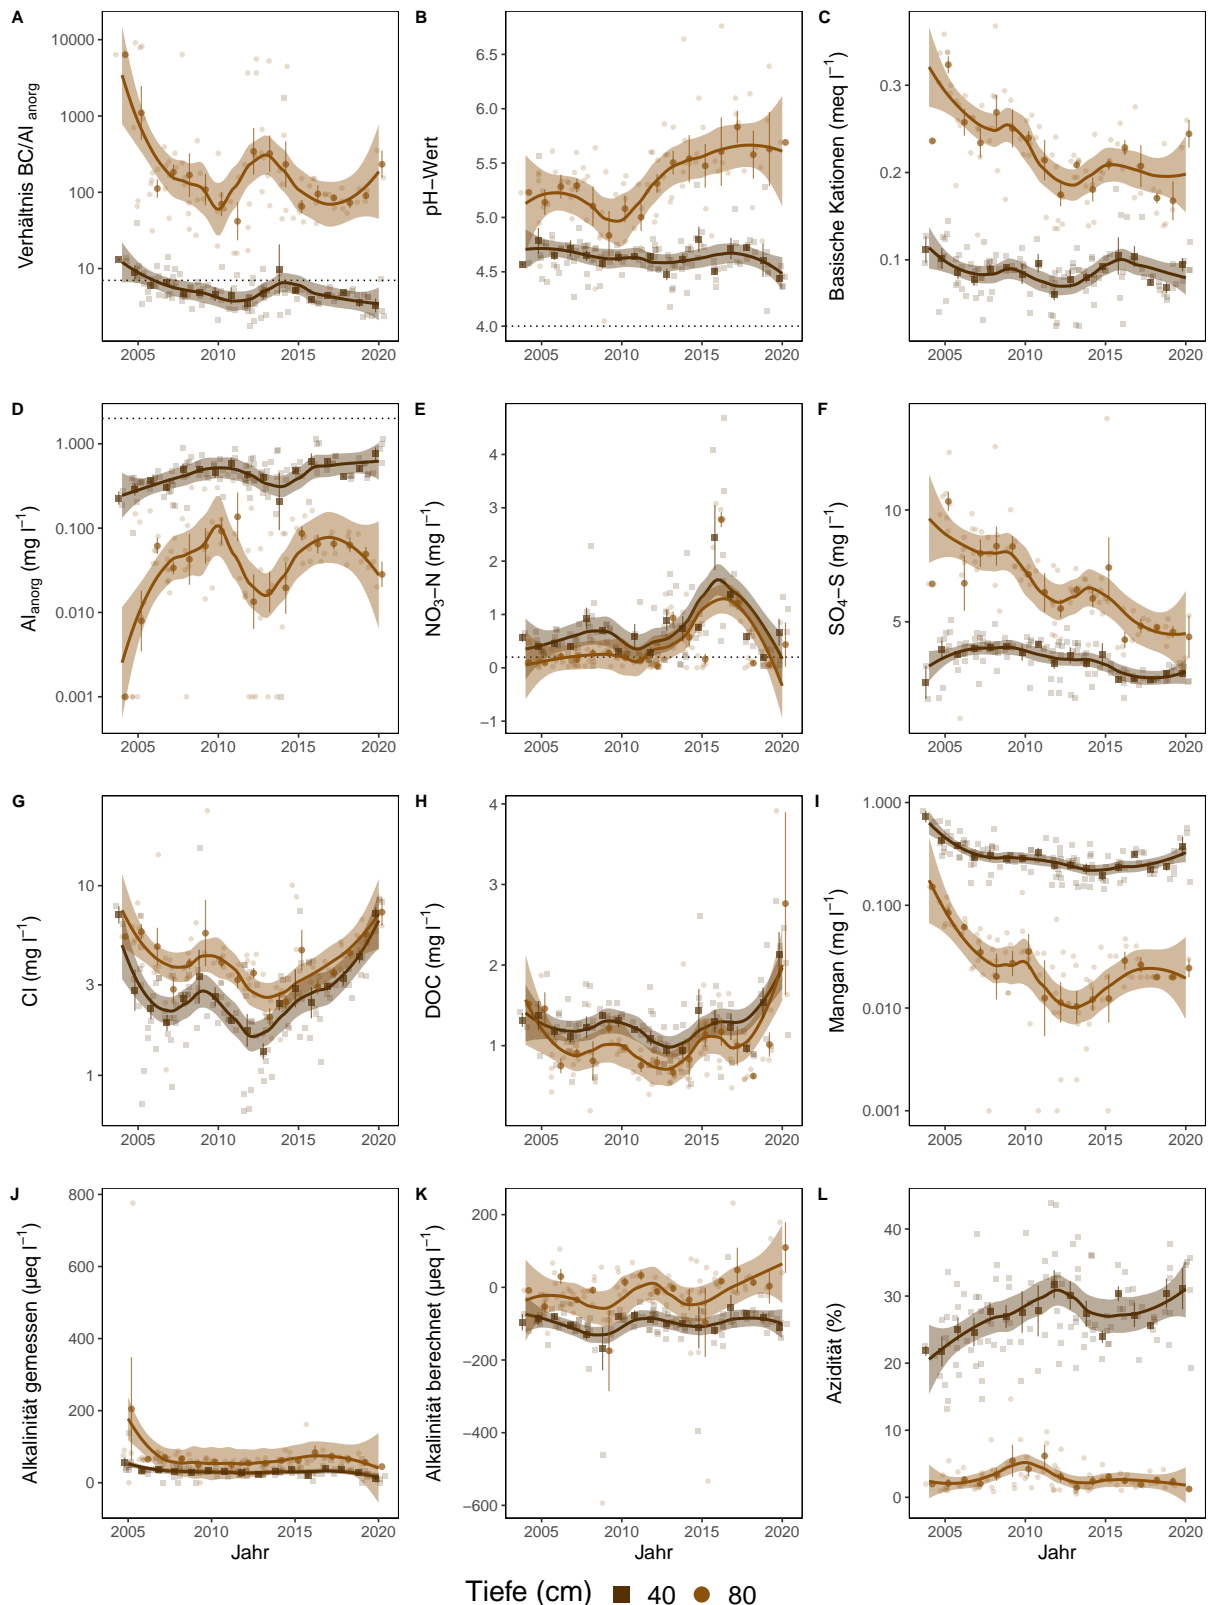 A
Verhältnis BC/Al anorg
10000
1000
100
10
2005 2010 2015 2020
B
pH−Wert
6.5
6.0
5.5
5.0
4.5
4.0
2005 2010 2015 2020
C
Basische Kationen (meq l−1)
0.3
0.2
0.1
2005 2010 2015 2020
D
Alanorg (mg l−1)
1.000
0.100
0.010
0.001
2005 2010 2015 2020
E
NO3−N (mg l−1)
4
3
2
1
0
−1
2005 2010 2015 2020
F
SO4−S (mg l−1)
10
5
2005 2010 2015 2020
G
Cl (mg l−1)
10
3
1
2005 2010 2015 2020
H
DOC (mg l−1)
4
3
2
1
2005 2010 2015 2020
I
Mangan (mg l−1)
1.000
0.100
0.010
0.001
2005 2010 2015 2020
J
Alkalinität gemessen (µeq l−1)
800
600
400
200
0
2005 2010 2015 2020
Jahr
K
Alkalinität berechnet (µeq l−1)
200
0
−200
−400
−600
2005 2010 2015 2020
Jahr
L
Azidität (%)
40
30
20
10
0
2005 2010 2015 2020
Jahr
Tiefe (cm) 40 80